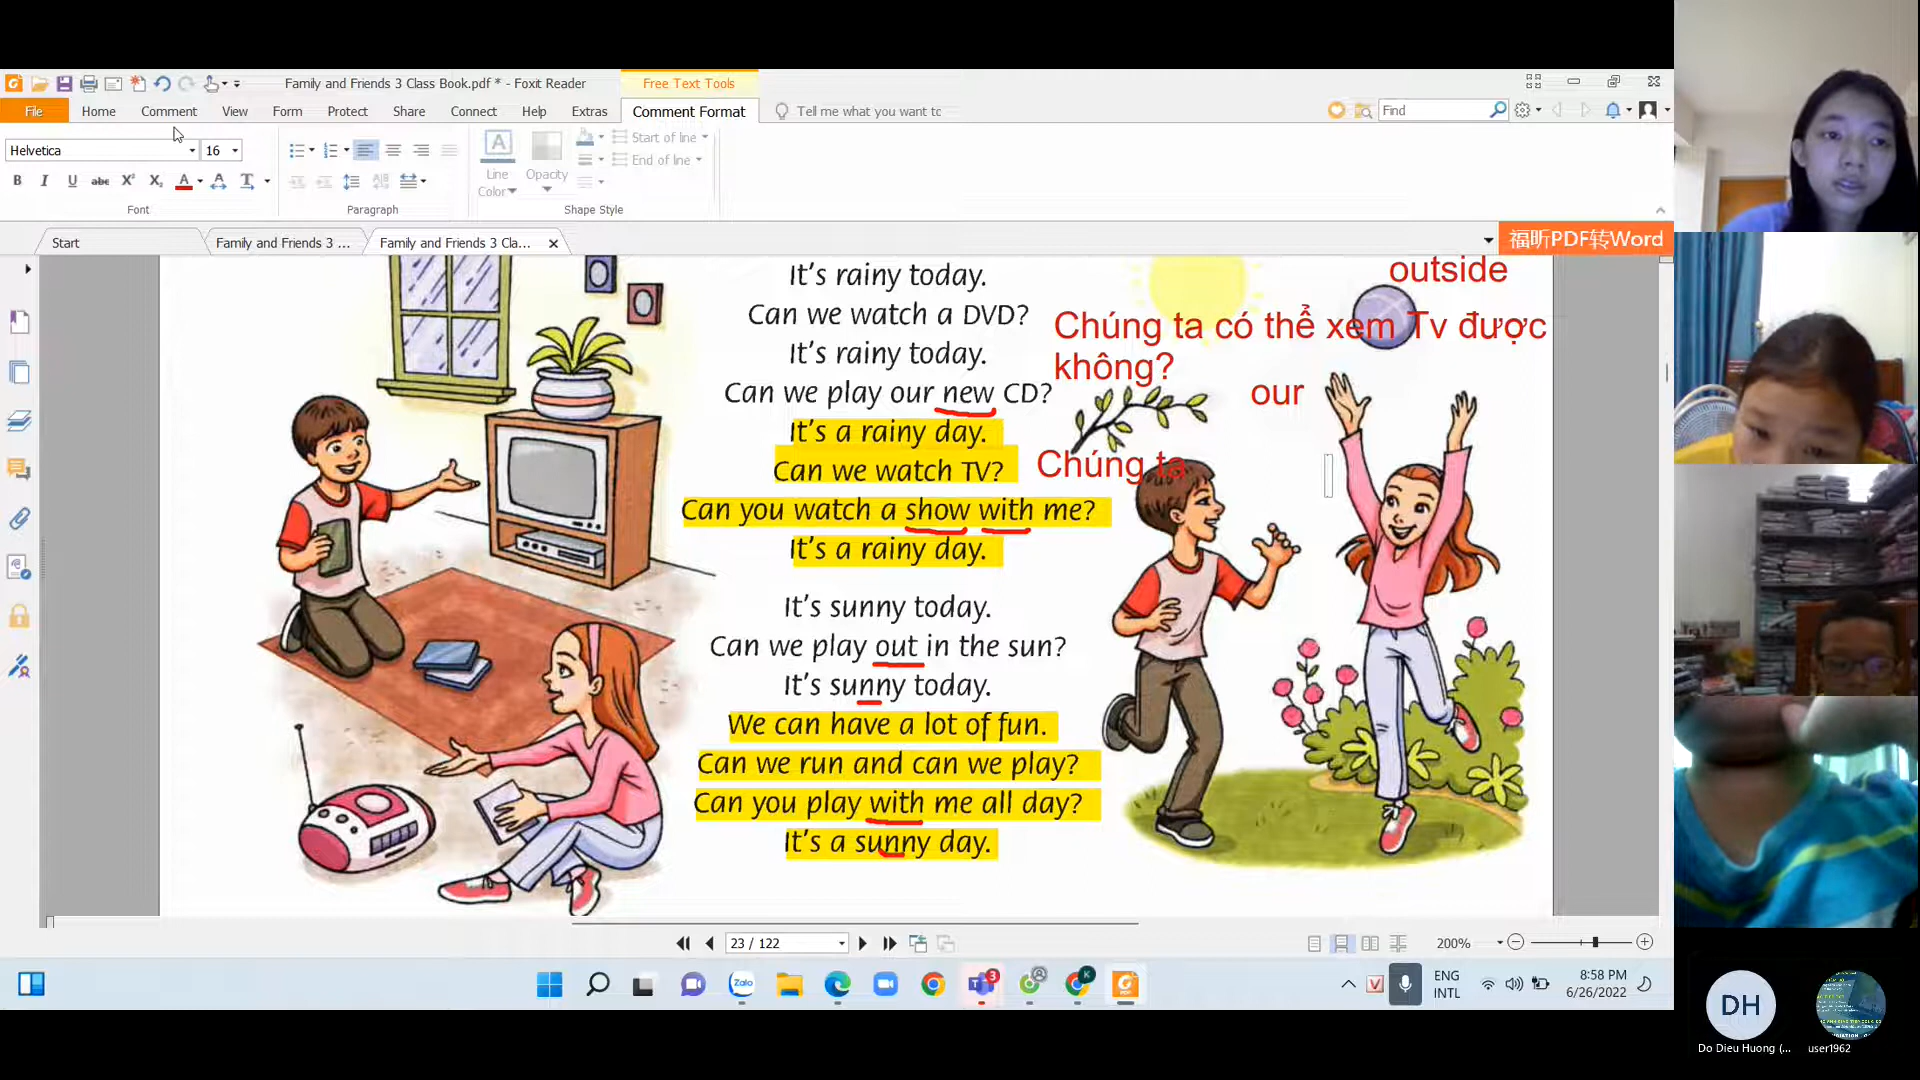 Family and Friends 3 Class Book.pdf * - Foxit Reader
Free Text Tools
File
Home
Comment
View
Form
Protect
Share
Connect
Help
Extras
Comment Format
Tell me what you want to
Find
Helvetica
16
Start of line
End of line
Line
Color
Opacity
Font
Paragraph
Shape Style
Start
Family and Friends 3 ...
Family and Friends 3 Cla...
福昕PDF转Word
It's rainy today.
Can we watch a DVD?
It's rainy today.
Can we play our new CD?
It's a rainy day.
Can we watch TV?
Can you watch a show with me?
It's a rainy day.
It's sunny today.
Can we play out in the sun?
It's sunny today.
We can have a lot of fun.
Can we run and can we play?
Can you play with me all day?
It's a sunny day.
outside
Chúng ta có thể xem Tv được
không?
our
Chúng ta
23 / 122
200%
Zalo
3
K
ENG
INTL
8:58 PM
6/26/2022
DH
Do Dieu Huong (...
user1962